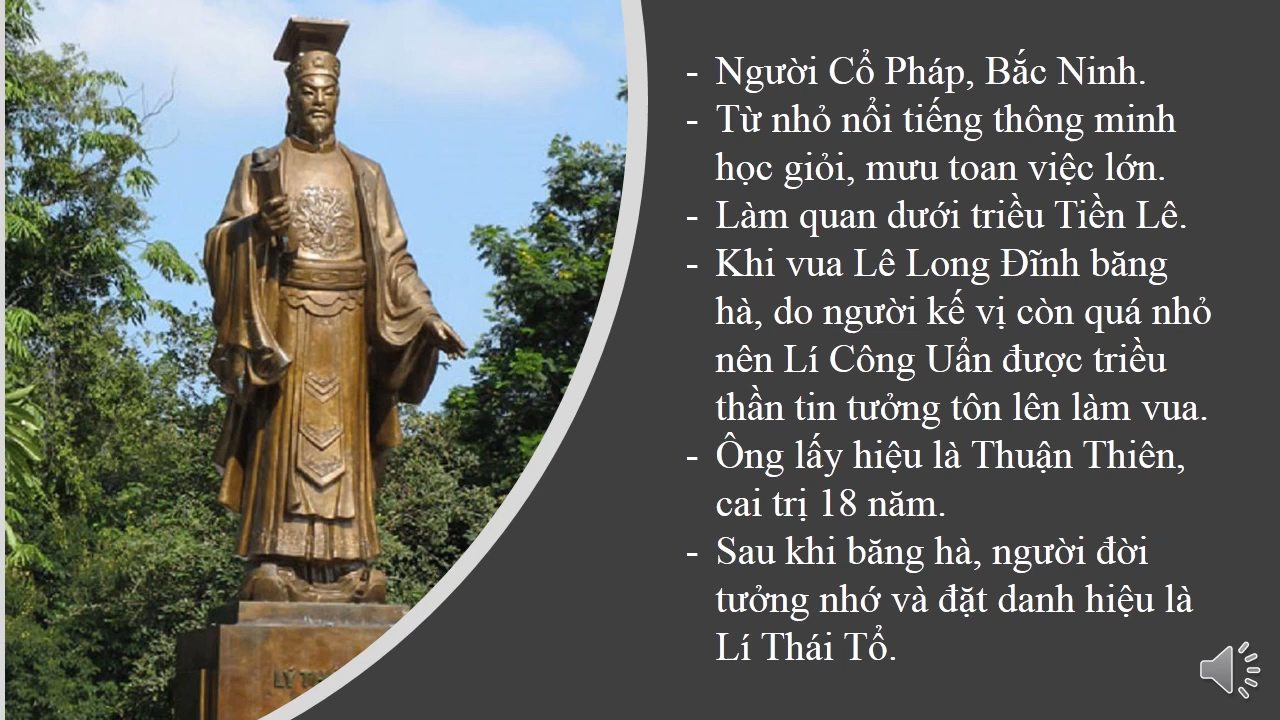 - Người Cổ Pháp, Bắc Ninh.
- Từ nhỏ nổi tiếng thông minh
học giỏi, mưu toan việc lớn.
- Làm quan dưới triều Tiền Lê.
- Khi vua Lê Long Đĩnh băng
hà, do người kế vị còn quá nhỏ
nên Lí Công Uẩn được triều
thần tin tưởng tôn lên làm vua.
- Ông lấy hiệu là Thuận Thiên,
cai trị 18 năm.
- Sau khi băng hà, người đời
tưởng nhớ và đặt danh hiệu là
Lí Thái Tổ.
LÝ TH